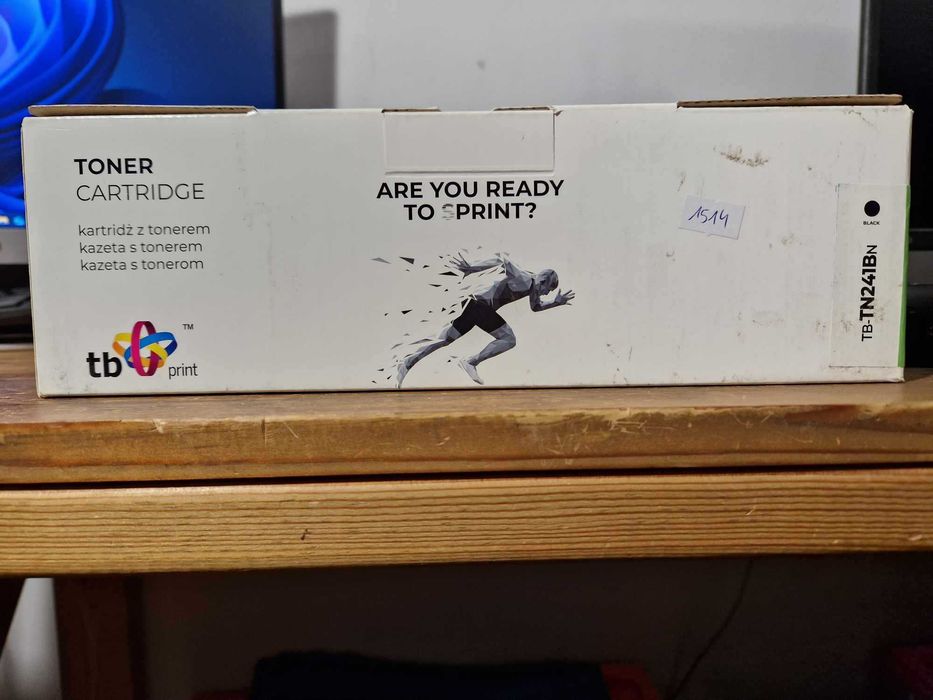 TONER
CARTRIDGE
kartridż z tonerem
kazeta s tonerem
kazeta s tonerom
tb print ™
ARE YOU READY
TO SPRINT?
1514
BLACK
TB-TN241BN